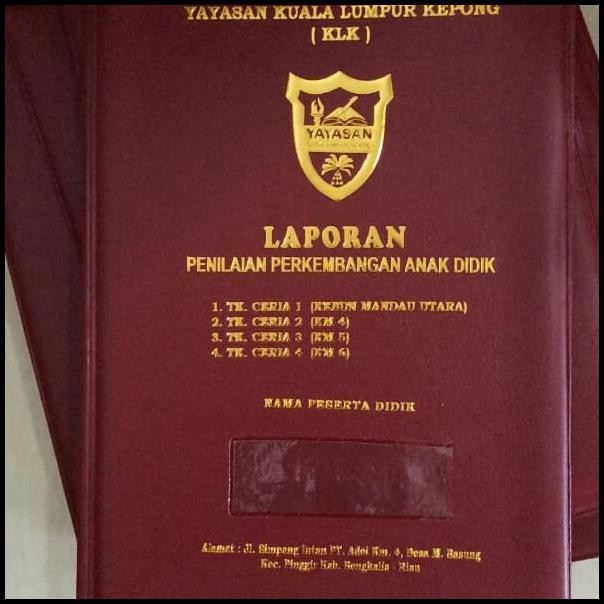 YAYASAN KUALA LUMPUR KEPONG
( KLK )
YAYASAN
LAPORAN
PENILAIAN PERKEMBANGAN ANAK DIDIK
1. TK. CERIA 1 (KEBUN MANDAU UTARA)
2. TK. CERIA 2 (KM 4)
3. TK. CERIA 3 (KM 5)
4. TK. CERIA 4 (KM 6)
NAMA PESERTA DIDIK
Alamat : Jl. Simpang Intan PT. Adei Km. 4, Desa M. Basung
Kec. Pinggir Kab. Bengkalis - Riau